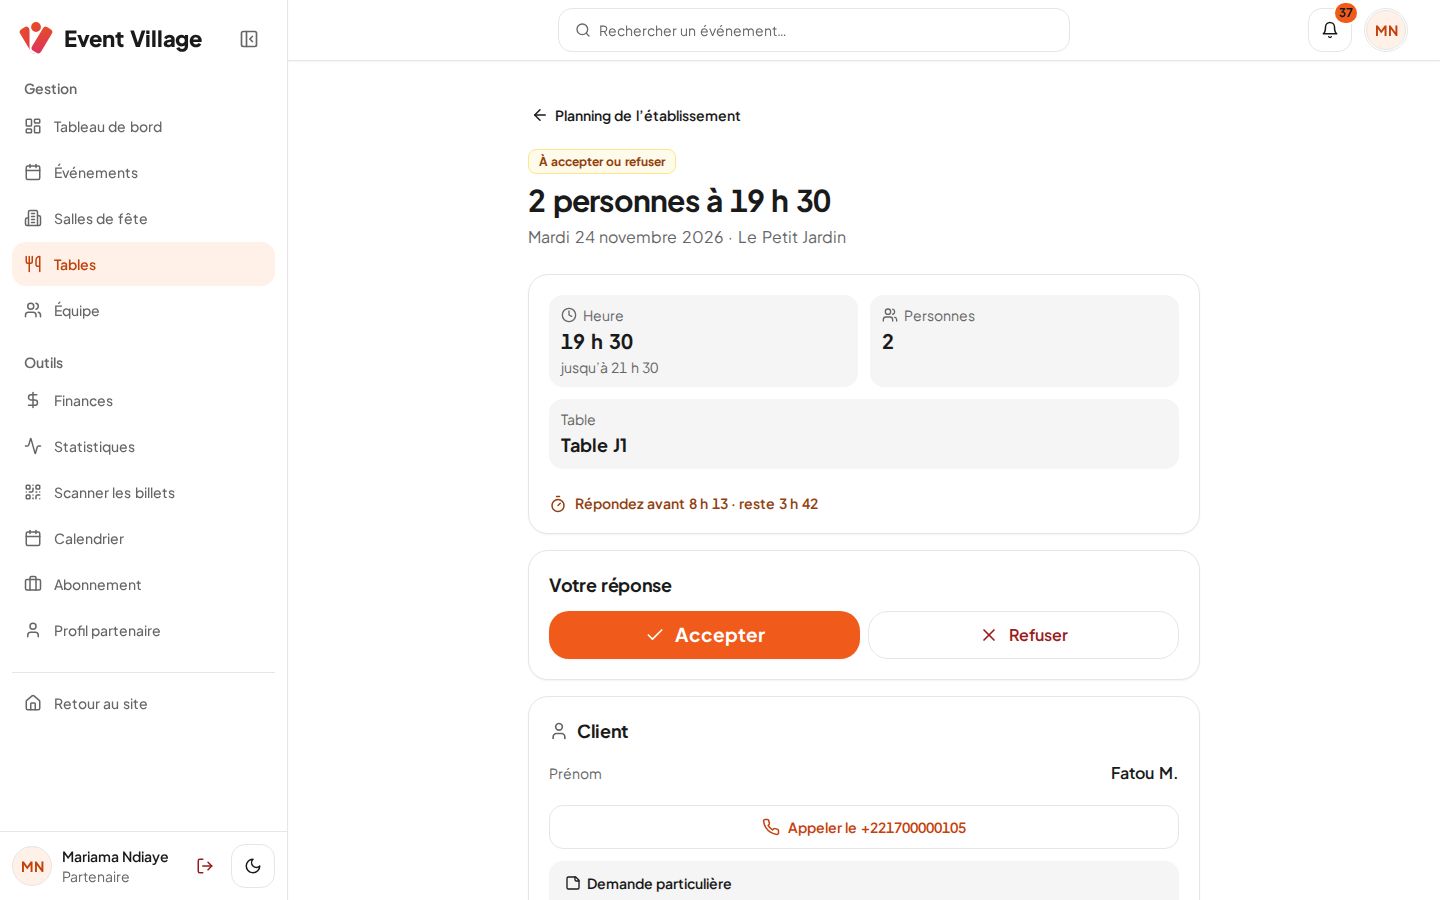 Event Village
Gestion
Tableau de bord
Événements
Salles de fête
Tables
Équipe
Outils
Finances
Statistiques
Scanner les billets
Calendrier
Abonnement
Profil partenaire
Retour au site
MN
Mariama Ndiaye
Partenaire
Rechercher un événement…
37
MN
Planning de l’établissement
À accepter ou refuser
2 personnes à 19 h 30
Mardi 24 novembre 2026 · Le Petit Jardin
Heure
19 h 30
jusqu’à 21 h 30
Personnes
2
Table
Table J1
Répondez avant 8 h 13 · reste 3 h 42
Votre réponse
Accepter
Refuser
Client
Prénom
Fatou M.
Appeler le +221700000105
Demande particulière